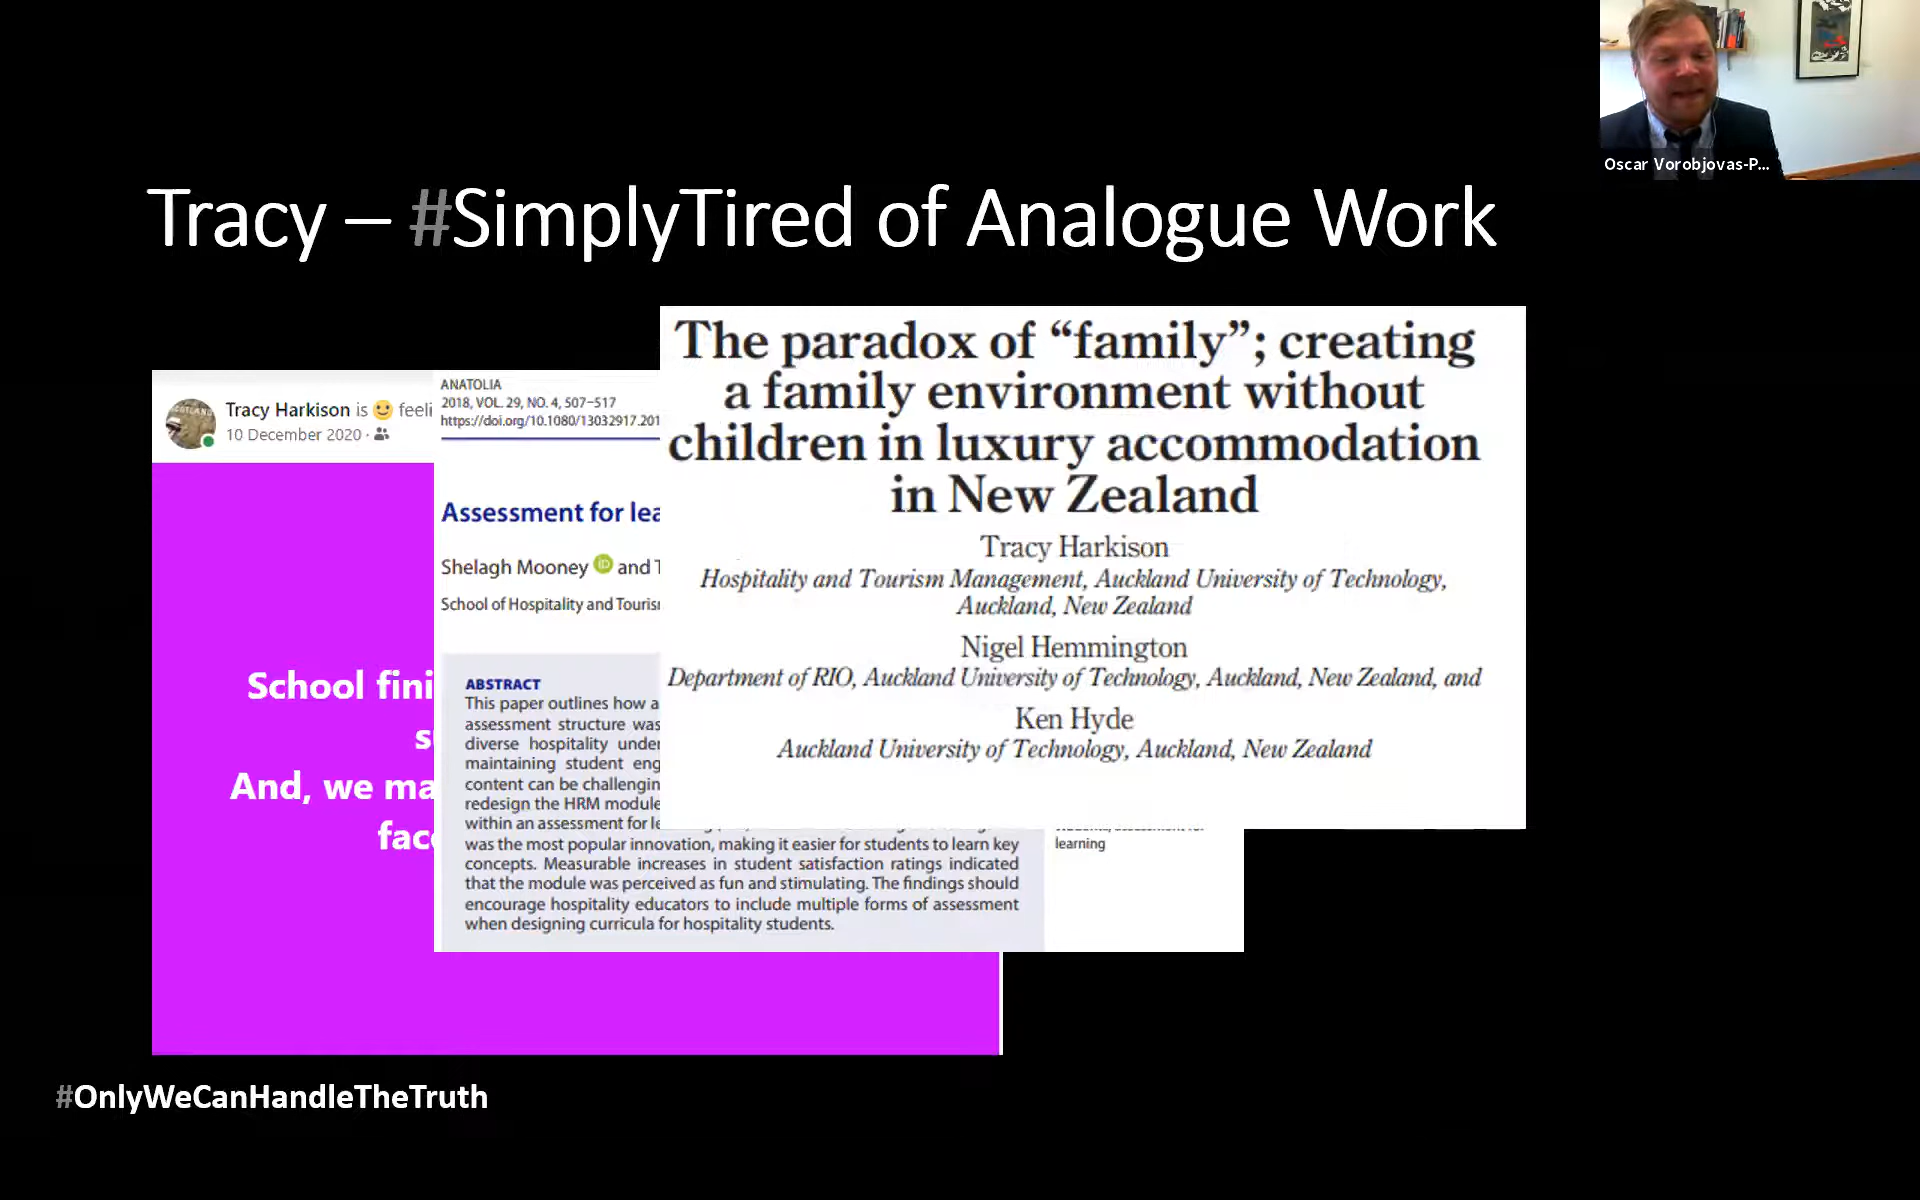 Oscar Vorobjovas-P...
Tracy – #SimplyTired of Analogue Work
The paradox of “family”; creating
a family environment without
children in luxury accommodation
in New Zealand
Tracy Harkison
Hospitality and Tourism Management, Auckland University of Technology,
Auckland, New Zealand
Nigel Hemmington
Department of RIO, Auckland University of Technology, Auckland, New Zealand, and
Ken Hyde
Auckland University of Technology, Auckland, New Zealand
ANATOLIA
2018, VOL. 29, NO. 4, 507–517
https://doi.org/10.1080/13032917.201
Assessment for lea
Shelagh Mooney iD and T
School of Hospitality and Touris
ABSTRACT
This paper outlines how a
assessment structure was
diverse hospitality under
maintaining student eng
content can be challengin
redesign the HRM module
within an assessment for le
was the most popular innovation, making it easier for students to learn key
concepts. Measurable increases in student satisfaction ratings indicated
that the module was perceived as fun and stimulating. The findings should
encourage hospitality educators to include multiple forms of assessment
when designing curricula for hospitality students.
learning
Tracy Harkison is 🙂 feeli
10 December 2020 ·
School fini
s
And, we ma
face
#OnlyWeCanHandleTheTruth